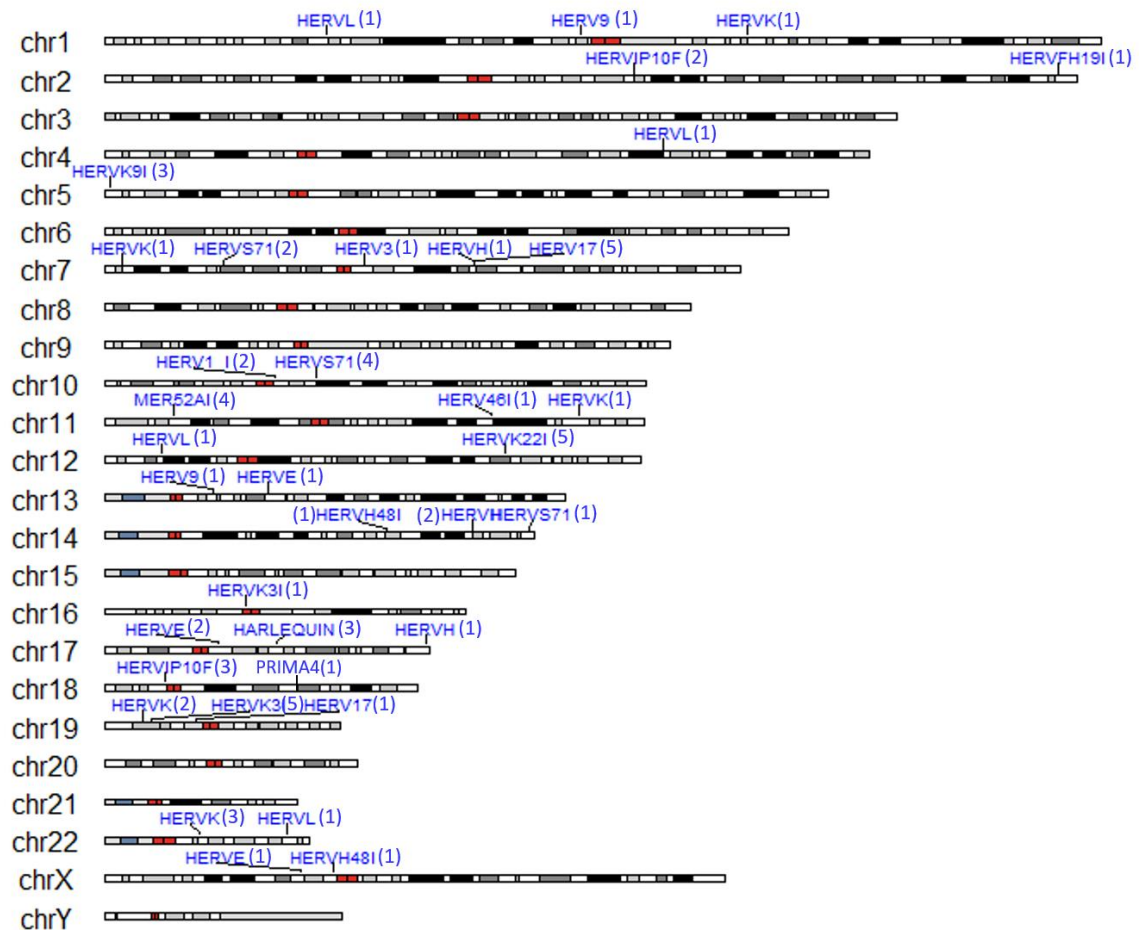 HERVL (1) HERV9 (1) HERVK(1)
chr1
HERVIP10F(2) HERVFH19I(1)
chr2
chr3
HERVL(1)
chr4
HERVK9I(3)
chr5
chr6
HERVK(1) HERVS71(2) HERV3(1) HERVH(1) HERV17(5)
chr7
chr8
chr9
HERV1_I(2) HERVS71(4)
chr10
MER52AI(4) HERV46I(1) HERVK(1)
chr11
HERVL(1) HERVK22I(5)
chr12
HERV9(1) HERVE(1)
chr13
(1)HERVH48I (2)HERVH HERVS71(1)
chr14
chr15
HERVK3I(1)
chr16
HERVE(2) HARLEQUIN(3) HERVH(1)
chr17
HERVIP10F(3) PRIMA4(1)
chr18
HERVK(2) HERVK3(5) HERV17(1)
chr19
chr20
chr21
HERVK(3) HERVL(1)
chr22
HERVE(1) HERVH48I(1)
chrX
chrY